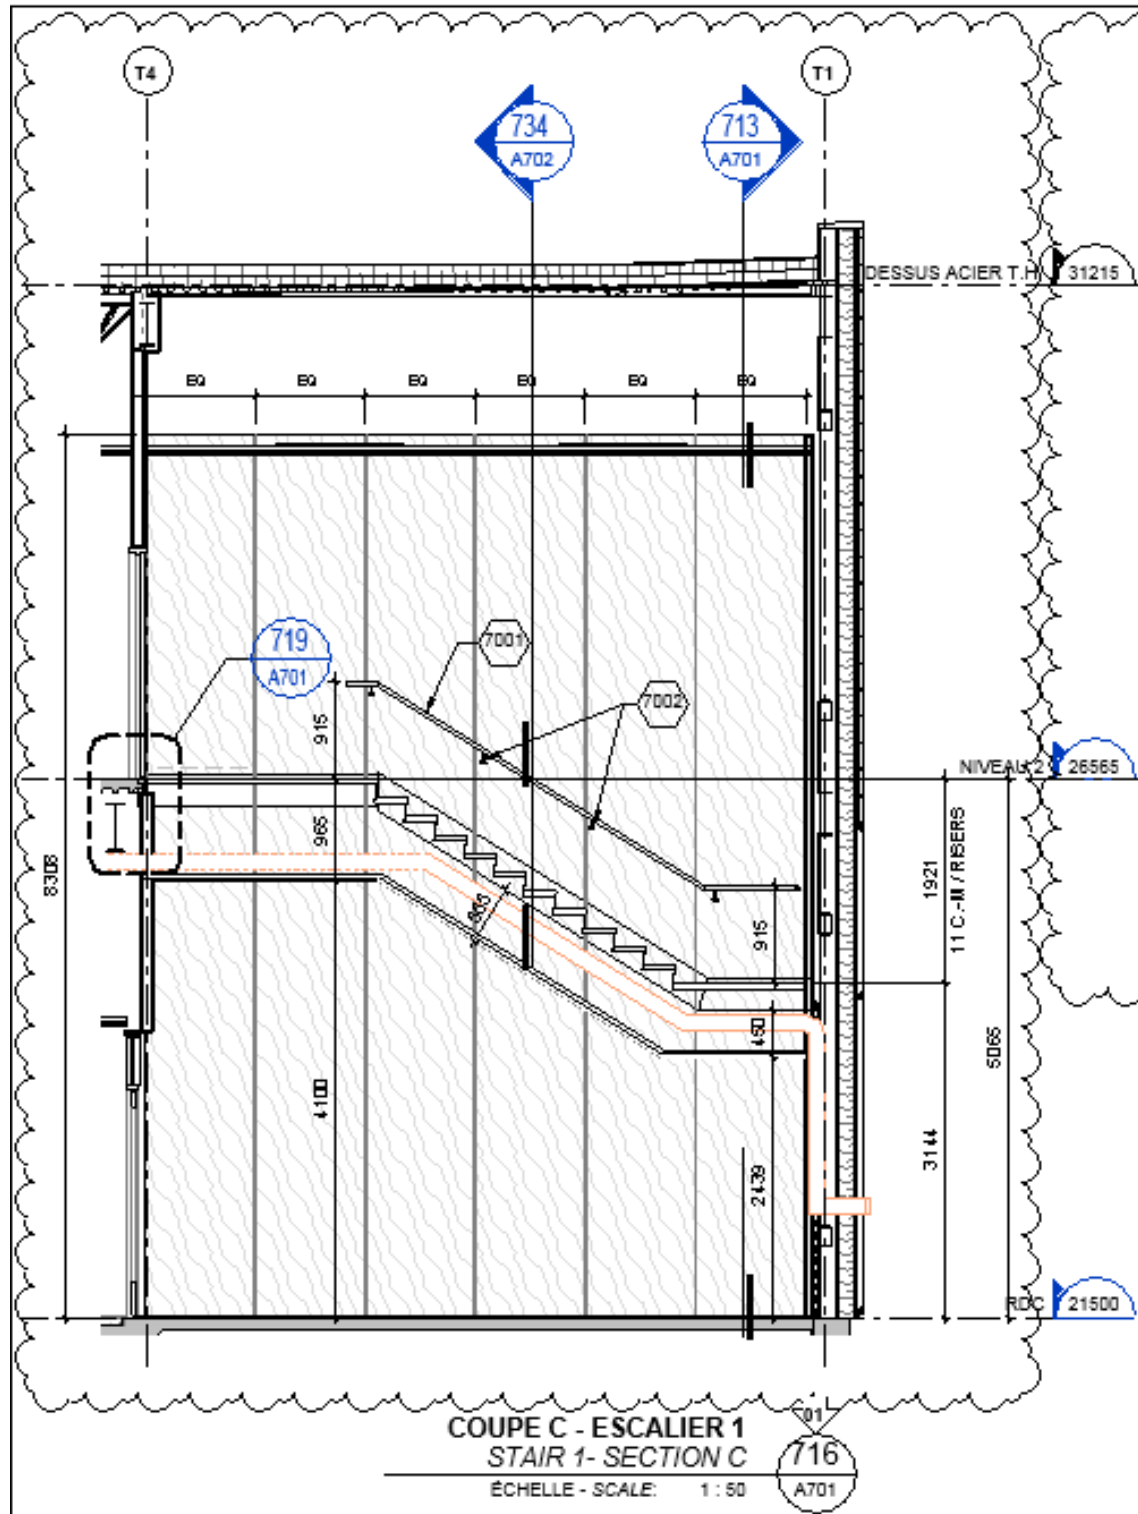 T4
T1
734
A702
713
A701
DESSUS ACIER T.H.
31215
EQ EQ EQ EQ EQ EQ
7001
719
A701
7002
915
NIVEAU 2
26565
965
8308
1921
11 C.-M / RISERS
915
450
5065
4100
3144
2439
RDC
21500
01
COUPE C - ESCALIER 1
STAIR 1- SECTION C
716
ÉCHELLE - SCALE: 1 : 50
A701